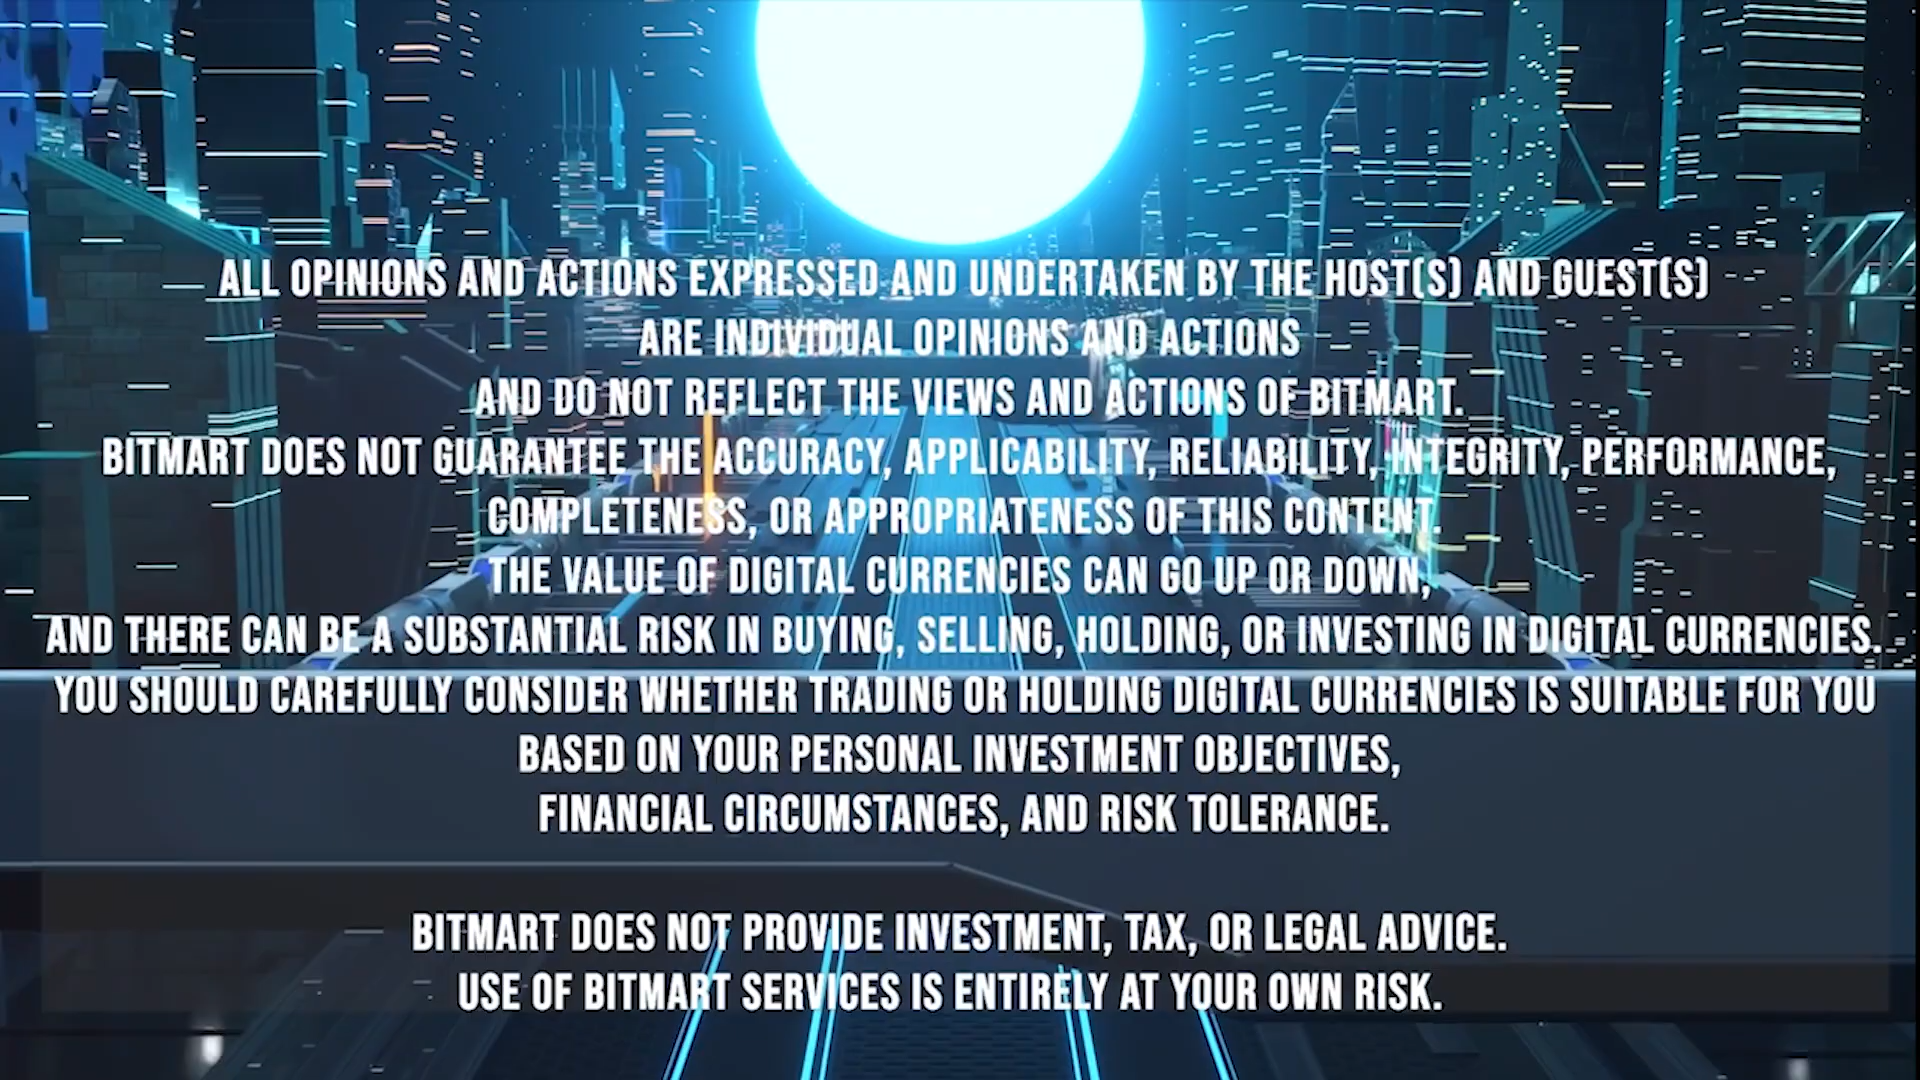 ALL OPINIONS AND ACTIONS EXPRESSED AND UNDERTAKEN BY THE HOST(S) AND GUEST(S)
ARE INDIVIDUAL OPINIONS AND ACTIONS
AND DO NOT REFLECT THE VIEWS AND ACTIONS OF BITMART.
BITMART DOES NOT GUARANTEE THE ACCURACY, APPLICABILITY, RELIABILITY, INTEGRITY, PERFORMANCE,
COMPLETENESS, OR APPROPRIATENESS OF THIS CONTENT.
THE VALUE OF DIGITAL CURRENCIES CAN GO UP OR DOWN,
AND THERE CAN BE A SUBSTANTIAL RISK IN BUYING, SELLING, HOLDING, OR INVESTING IN DIGITAL CURRENCIES.
YOU SHOULD CAREFULLY CONSIDER WHETHER TRADING OR HOLDING DIGITAL CURRENCIES IS SUITABLE FOR YOU
BASED ON YOUR PERSONAL INVESTMENT OBJECTIVES,
FINANCIAL CIRCUMSTANCES, AND RISK TOLERANCE.
BITMART DOES NOT PROVIDE INVESTMENT, TAX, OR LEGAL ADVICE.
USE OF BITMART SERVICES IS ENTIRELY AT YOUR OWN RISK.